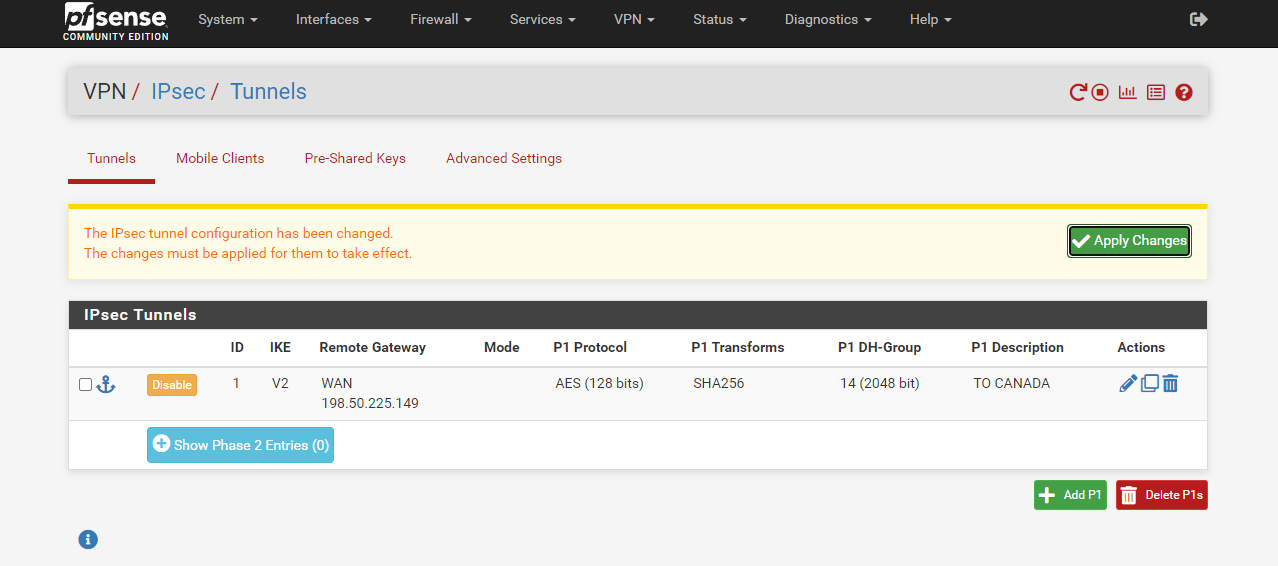 pfsense
COMMUNITY EDITION
System Interfaces Firewall Services VPN Status Diagnostics Help
VPN / IPsec / Tunnels
Tunnels Mobile Clients Pre-Shared Keys Advanced Settings
The IPsec tunnel configuration has been changed.
The changes must be applied for them to take effect.
Apply Changes
IPsec Tunnels
ID IKE Remote Gateway Mode P1 Protocol P1 Transforms P1 DH-Group P1 Description Actions
Disable 1 V2 WAN AES (128 bits) SHA256 14 (2048 bit) TO CANADA
198.50.225.149
Show Phase 2 Entries (0)
Add P1 Delete P1s